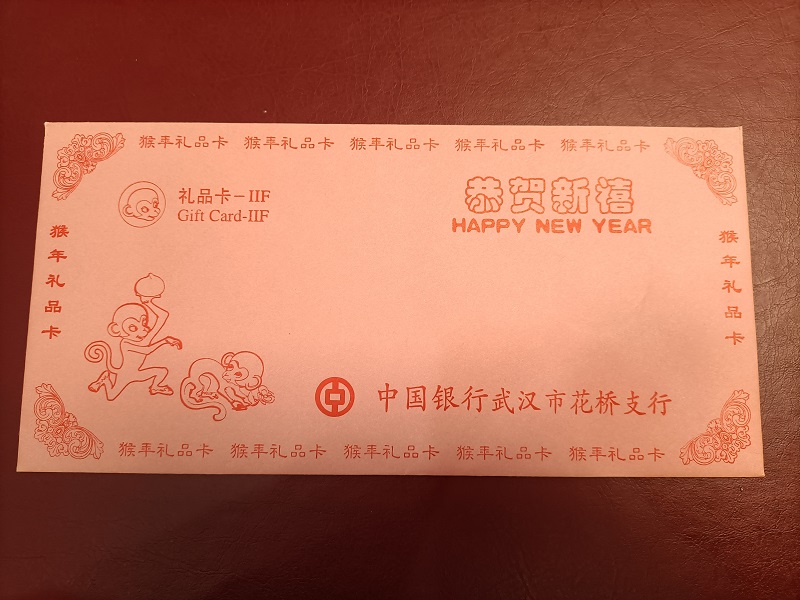 猴年礼品卡 猴年礼品卡 猴年礼品卡 猴年礼品卡 猴年礼品卡
礼品卡－IIF
Gift Card-IIF
恭贺新禧
HAPPY NEW YEAR
猴年礼品卡
猴年礼品卡
中国银行武汉市花桥支行
猴年礼品卡 猴年礼品卡 猴年礼品卡 猴年礼品卡 猴年礼品卡